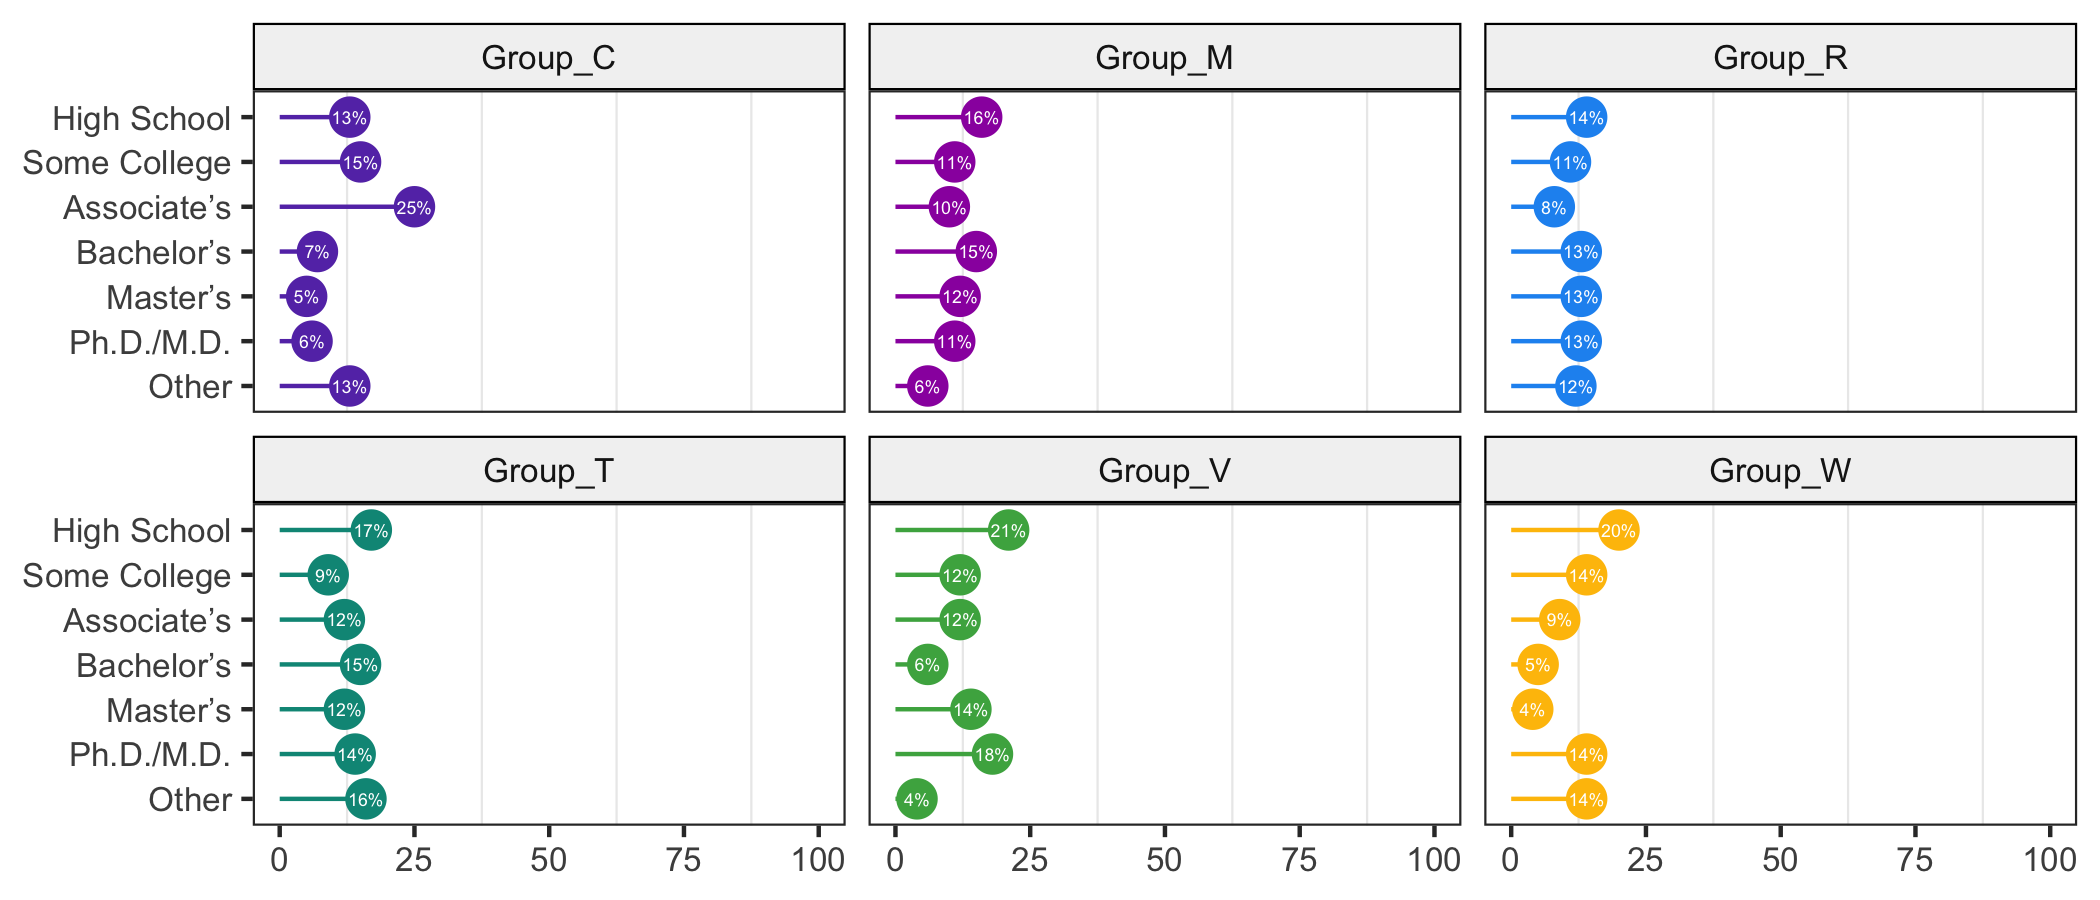 Group_C
Group_M
Group_R
High School 13% 16% 14%
Some College 15% 11% 11%
Associate’s 25% 10% 8%
Bachelor’s 7% 15% 13%
Master’s 5% 12% 13%
Ph.D./M.D. 6% 11% 13%
Other 13% 6% 12%
Group_T
Group_V
Group_W
High School 17% 21% 20%
Some College 9% 12% 14%
Associate’s 12% 12% 9%
Bachelor’s 15% 6% 5%
Master’s 12% 14% 4%
Ph.D./M.D. 14% 18% 14%
Other 16% 4% 14%
0 25 50 75 100 0 25 50 75 100 0 25 50 75 100